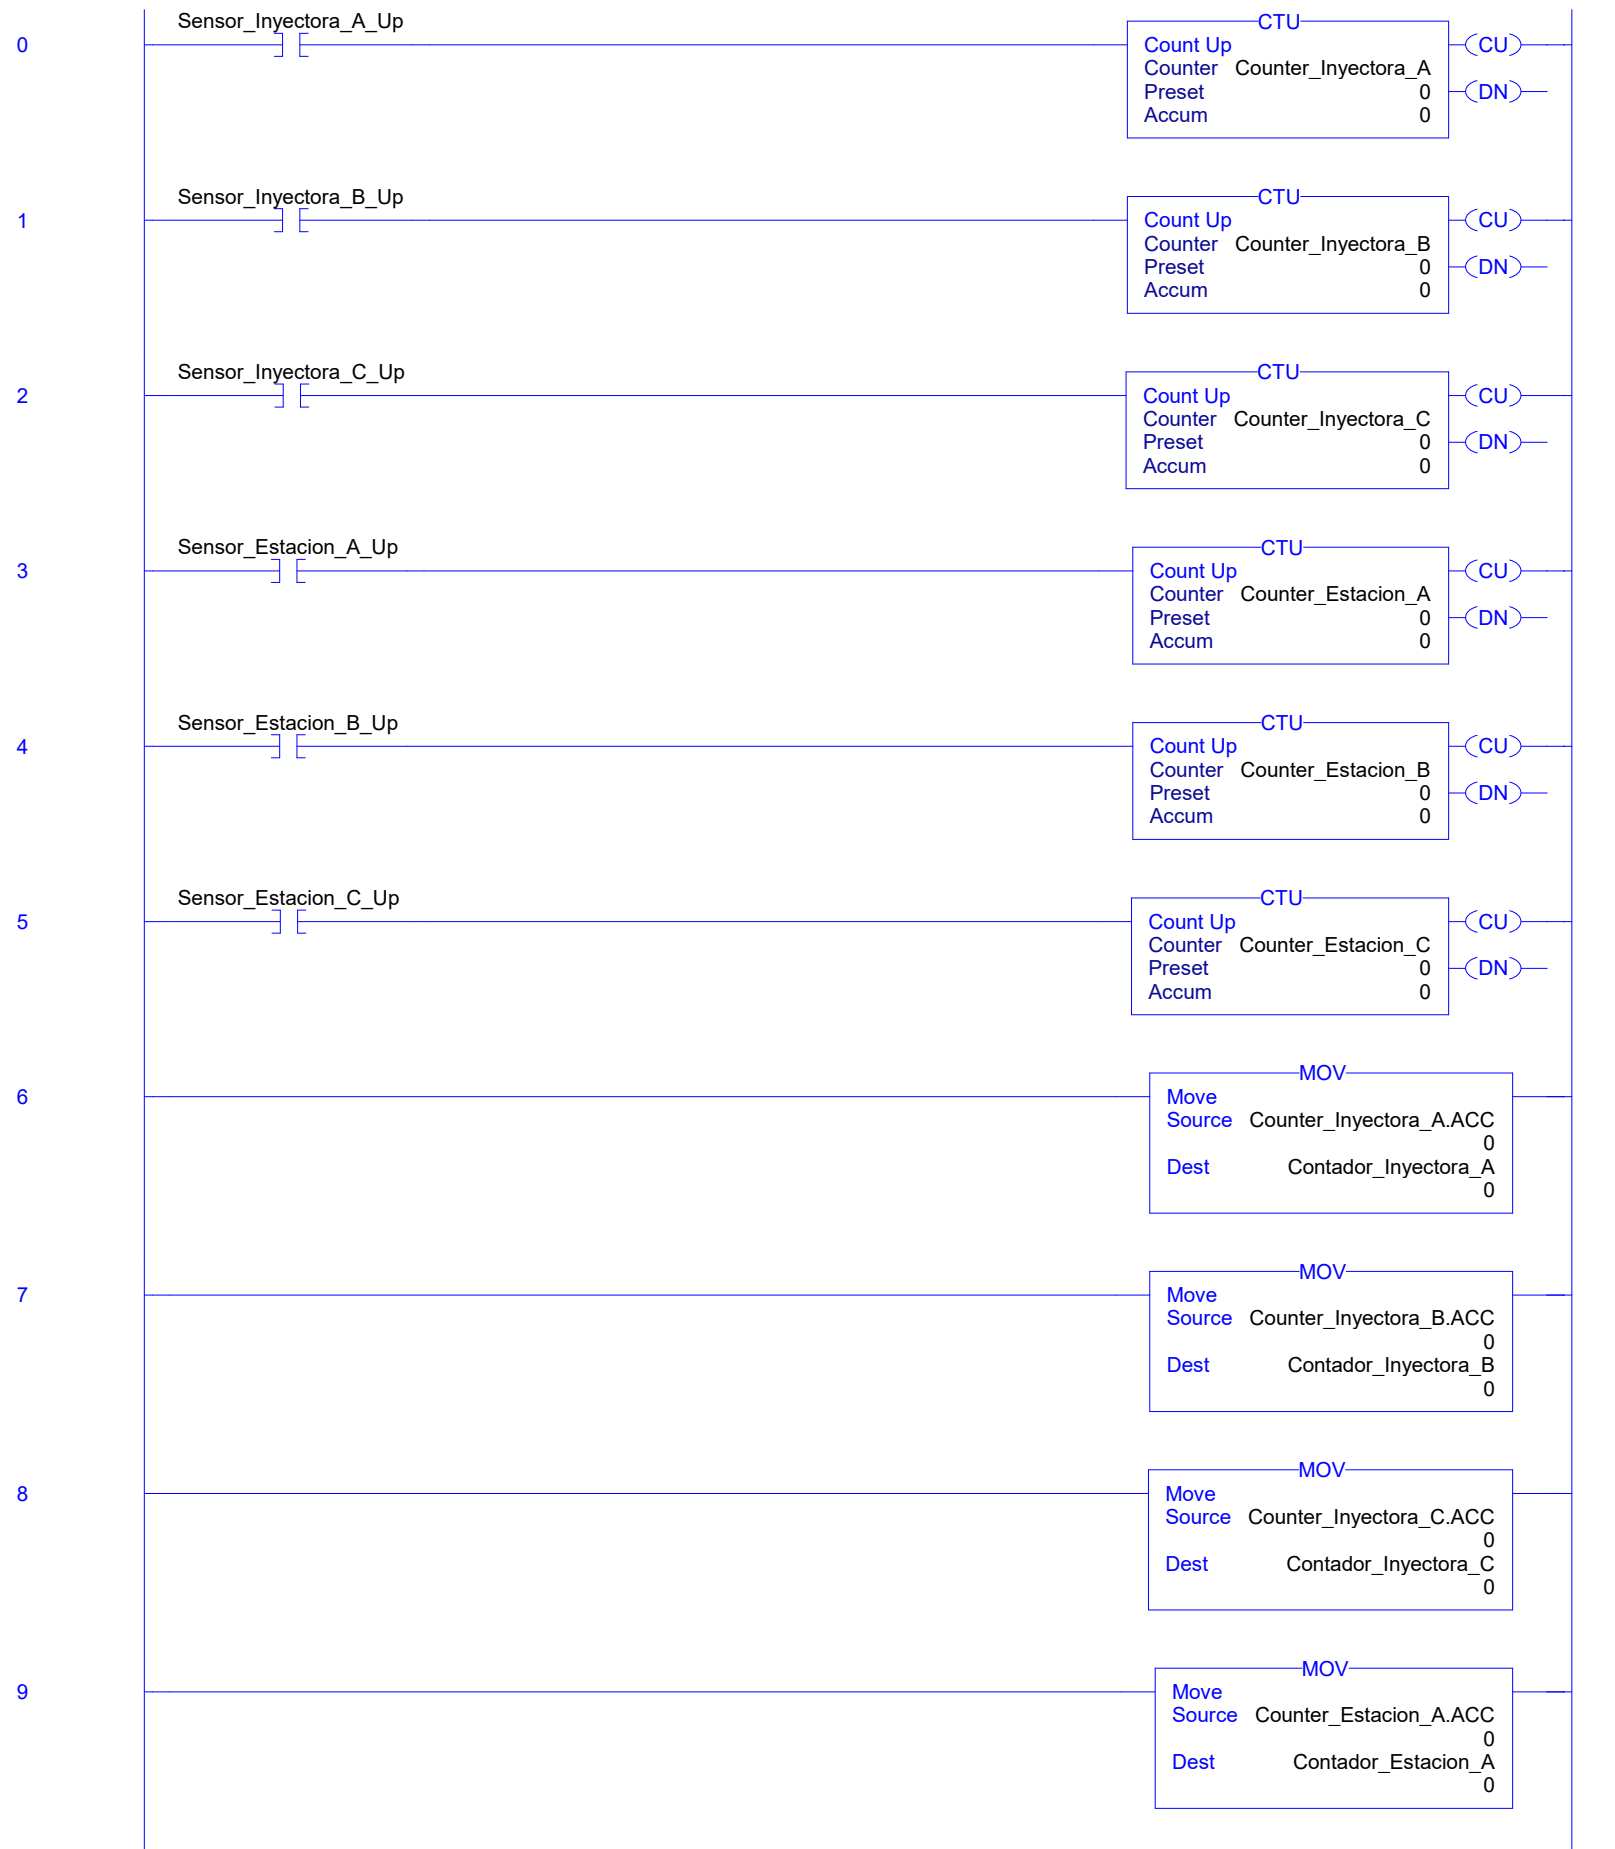 Sensor_Inyectora_A_Up
CTU
0
Count Up
CU
Counter Counter_Inyectora_A
Preset 0
DN
Accum 0
Sensor_Inyectora_B_Up
CTU
1
Count Up
CU
Counter Counter_Inyectora_B
Preset 0
DN
Accum 0
Sensor_Inyectora_C_Up
CTU
2
Count Up
CU
Counter Counter_Inyectora_C
Preset 0
DN
Accum 0
Sensor_Estacion_A_Up
CTU
3
Count Up
CU
Counter Counter_Estacion_A
Preset 0
DN
Accum 0
Sensor_Estacion_B_Up
CTU
4
Count Up
CU
Counter Counter_Estacion_B
Preset 0
DN
Accum 0
Sensor_Estacion_C_Up
CTU
5
Count Up
CU
Counter Counter_Estacion_C
Preset 0
DN
Accum 0
MOV
6
Move
Source Counter_Inyectora_A.ACC
0
Dest Contador_Inyectora_A
0
MOV
7
Move
Source Counter_Inyectora_B.ACC
0
Dest Contador_Inyectora_B
0
MOV
8
Move
Source Counter_Inyectora_C.ACC
0
Dest Contador_Inyectora_C
0
MOV
9
Move
Source Counter_Estacion_A.ACC
0
Dest Contador_Estacion_A
0